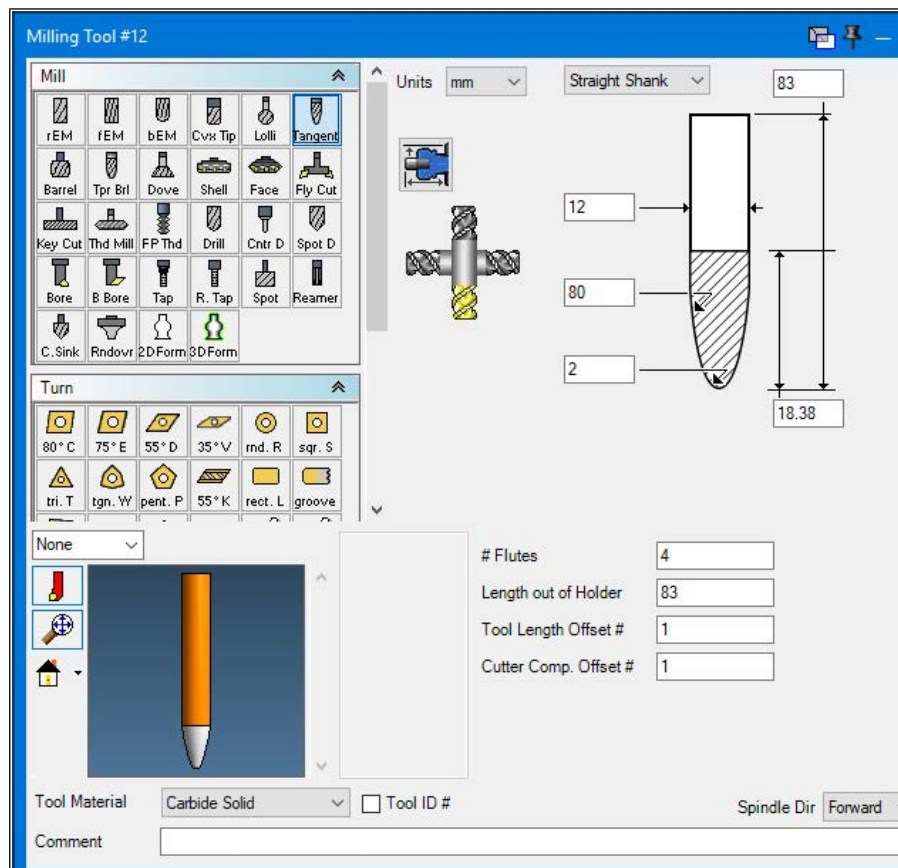 Milling Tool #12
Mill
rEM fEM bEM Cvx Tip Lolli Tangent
Barrel Tpr Brl Dove Shell Face Fly Cut
Key Cut Thd Mill FP Thd Drill Cntr D Spot D
Bore B Bore Tap R. Tap Spot Reamer
C.Sink Rndovr 2DForm 3DForm
Turn
80° C 75° E 55° D 35° V rnd. R sqr. S
tri. T tgn. W pent. P 55° K rect. L groove
Units mm Straight Shank 83
12
80
2
18.38
None
# Flutes 4
Length out of Holder 83
Tool Length Offset # 1
Cutter Comp. Offset # 1
Tool Material Carbide Solid Tool ID # Spindle Dir Forward
Comment